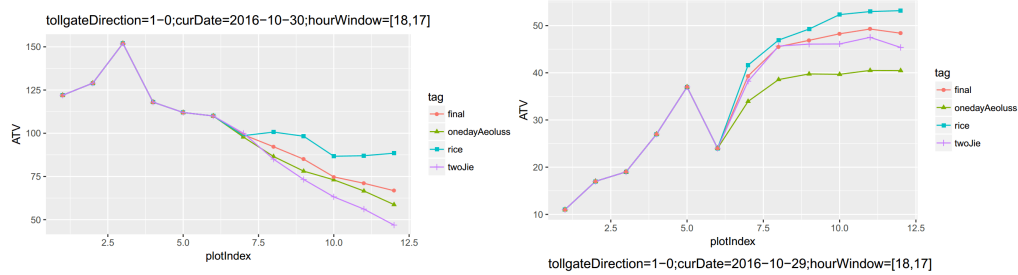 tollgateDirection=1−0;curDate=2016−10−30;hourWindow=[18,17]
150
125
100
75
50
ATV
2.5
5.0
7.5
10.0
12.5
plotIndex
tag
final
onedayAeoluss
rice
twoJie
50
40
30
20
10
ATV
2.5
5.0
7.5
10.0
12.5
plotIndex
tag
final
onedayAeoluss
rice
twoJie
tollgateDirection=1−0;curDate=2016−10−29;hourWindow=[18,17]